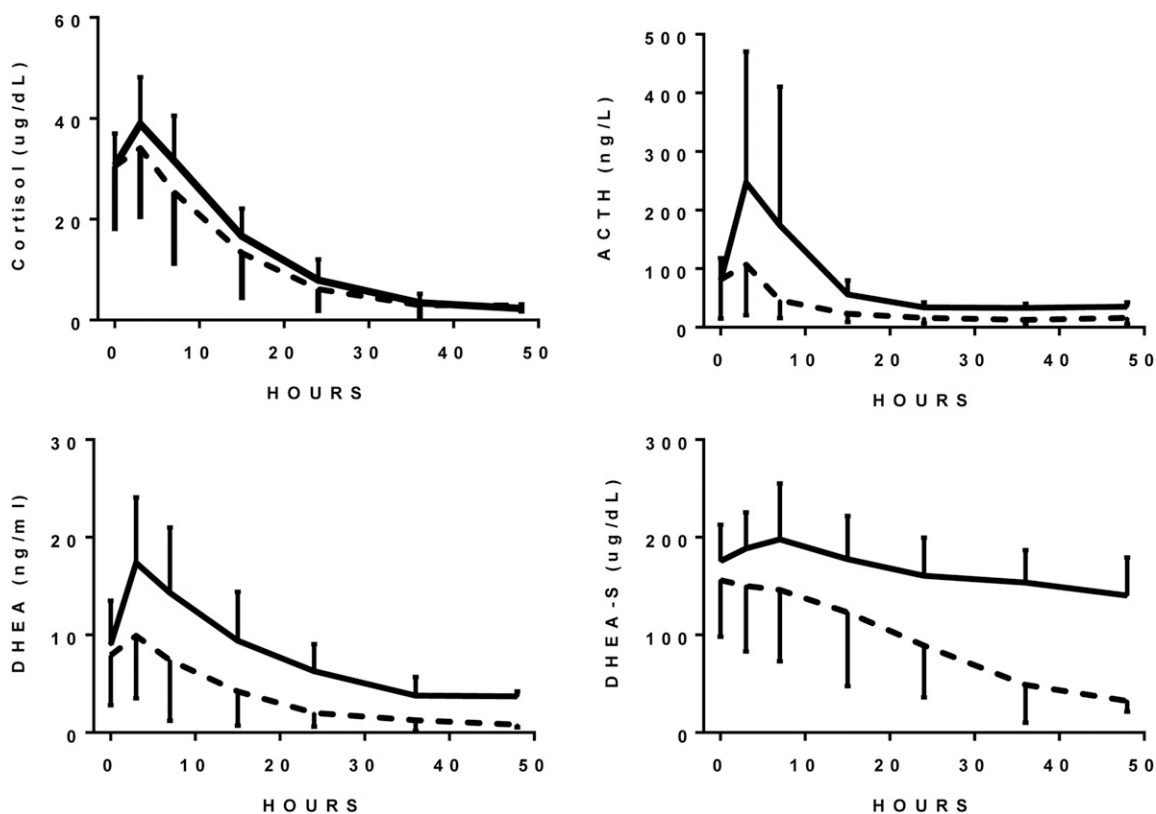 Cortisol (ug/dL)
60
40
20
0
0 10 20 30 40 50
HOURS
ACTH (ng/L)
500
400
300
200
100
0
0 10 20 30 40 50
HOURS
DHEA (ng/ml)
30
20
10
0
0 10 20 30 40 50
HOURS
DHEA-S (ug/dL)
300
200
100
0
0 10 20 30 40 50
HOURS